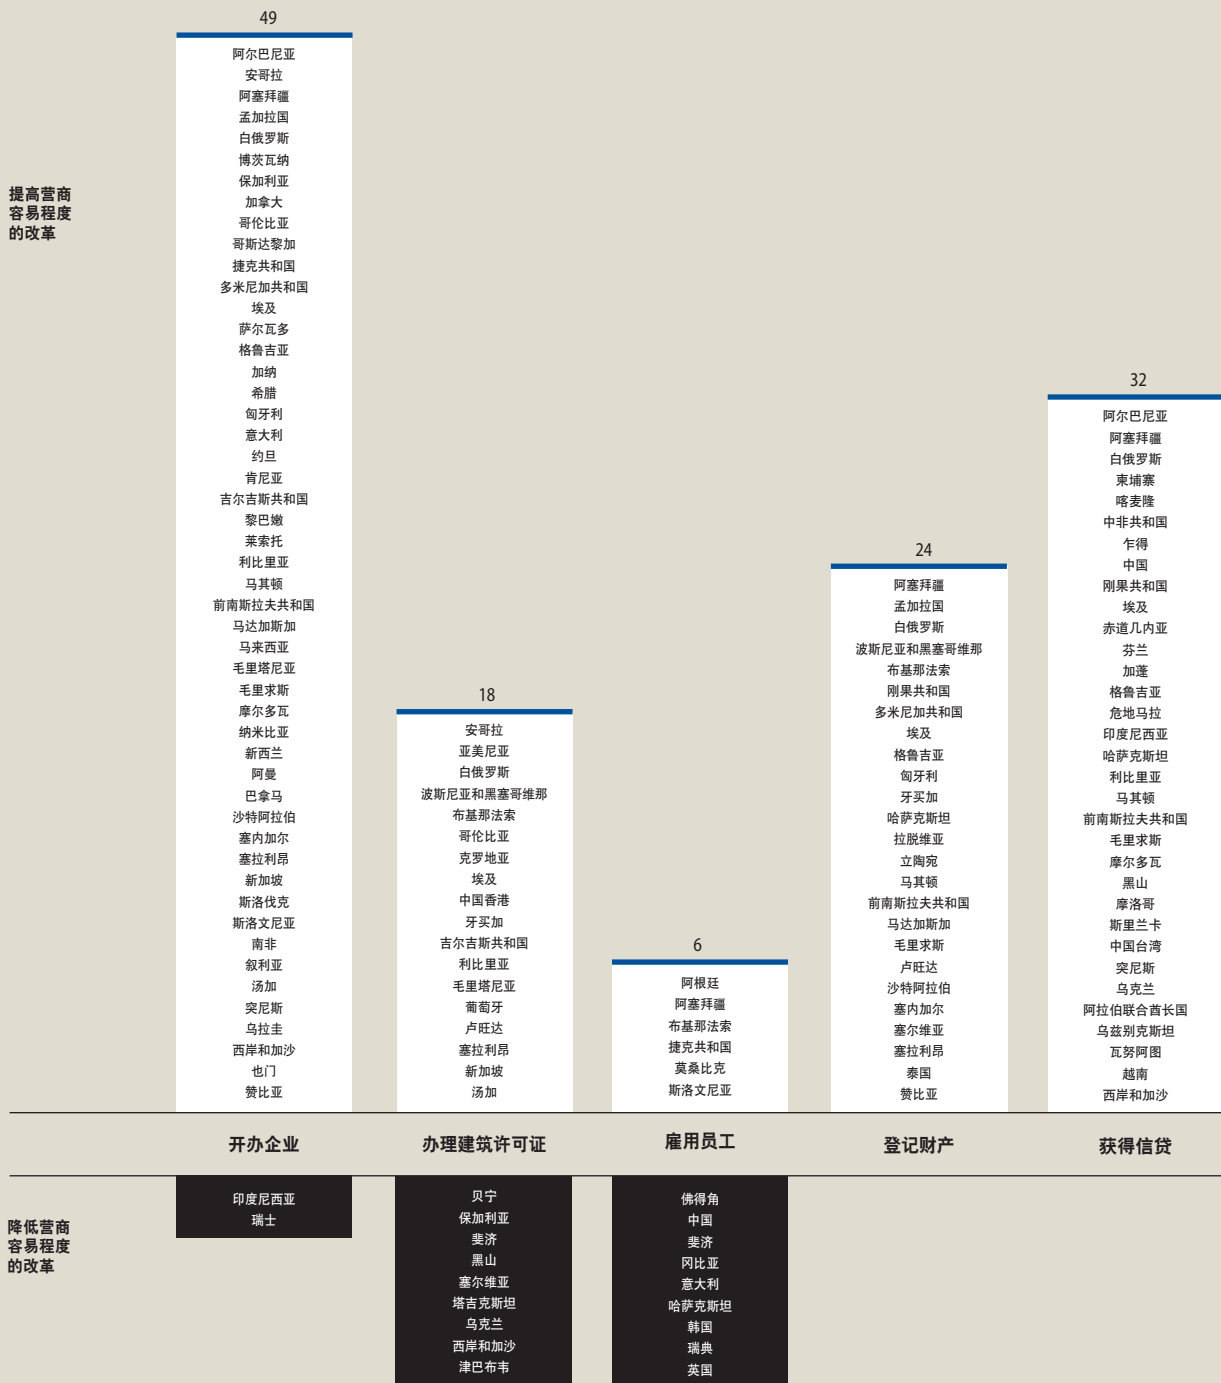 49
阿尔巴尼亚
安哥拉
阿塞拜疆
孟加拉国
白俄罗斯
博茨瓦纳
保加利亚
加拿大
哥伦比亚
哥斯达黎加
捷克共和国
多米尼加共和国
埃及
萨尔瓦多
格鲁吉亚
加纳
希腊
匈牙利
意大利
约旦
肯尼亚
吉尔吉斯共和国
黎巴嫩
莱索托
利比里亚
马其顿
前南斯拉夫共和国
马达加斯加
马来西亚
毛里塔尼亚
毛里求斯
摩尔多瓦
纳米比亚
新西兰
阿曼
巴拿马
沙特阿拉伯
塞内加尔
塞拉利昂
新加坡
斯洛伐克
斯洛文尼亚
南非
叙利亚
汤加
突尼斯
乌拉圭
西岸和加沙
也门
赞比亚
提高营商
容易程度
的改革
18
安哥拉
亚美尼亚
白俄罗斯
波斯尼亚和黑塞哥维那
布基那法索
哥伦比亚
克罗地亚
埃及
中国香港
牙买加
吉尔吉斯共和国
利比里亚
毛里塔尼亚
葡萄牙
卢旺达
塞拉利昂
新加坡
汤加
6
阿根廷
阿塞拜疆
布基那法索
捷克共和国
莫桑比克
斯洛文尼亚
24
阿塞拜疆
孟加拉国
白俄罗斯
波斯尼亚和黑塞哥维那
布基那法索
刚果共和国
多米尼加共和国
埃及
格鲁吉亚
匈牙利
牙买加
哈萨克斯坦
拉脱维亚
立陶宛
马其顿
前南斯拉夫共和国
马达加斯加
毛里求斯
卢旺达
沙特阿拉伯
塞内加尔
塞尔维亚
塞拉利昂
泰国
赞比亚
32
阿尔巴尼亚
阿塞拜疆
白俄罗斯
柬埔寨
喀麦隆
中非共和国
乍得
中国
刚果共和国
埃及
赤道几内亚
芬兰
加蓬
格鲁吉亚
危地马拉
印度尼西亚
哈萨克斯坦
利比里亚
马其顿
前南斯拉夫共和国
毛里求斯
摩尔多瓦
黑山
摩洛哥
斯里兰卡
中国台湾
突尼斯
乌克兰
阿拉伯联合酋长国
乌兹别克斯坦
瓦努阿图
越南
西岸和加沙
开办企业
办理建筑许可证
雇用员工
登记财产
获得信贷
降低营商
容易程度
的改革
印度尼西亚
瑞士
贝宁
保加利亚
斐济
黑山
塞尔维亚
塔吉克斯坦
乌克兰
西岸和加沙
津巴布韦
佛得角
中国
斐济
冈比亚
意大利
哈萨克斯坦
韩国
瑞典
英国